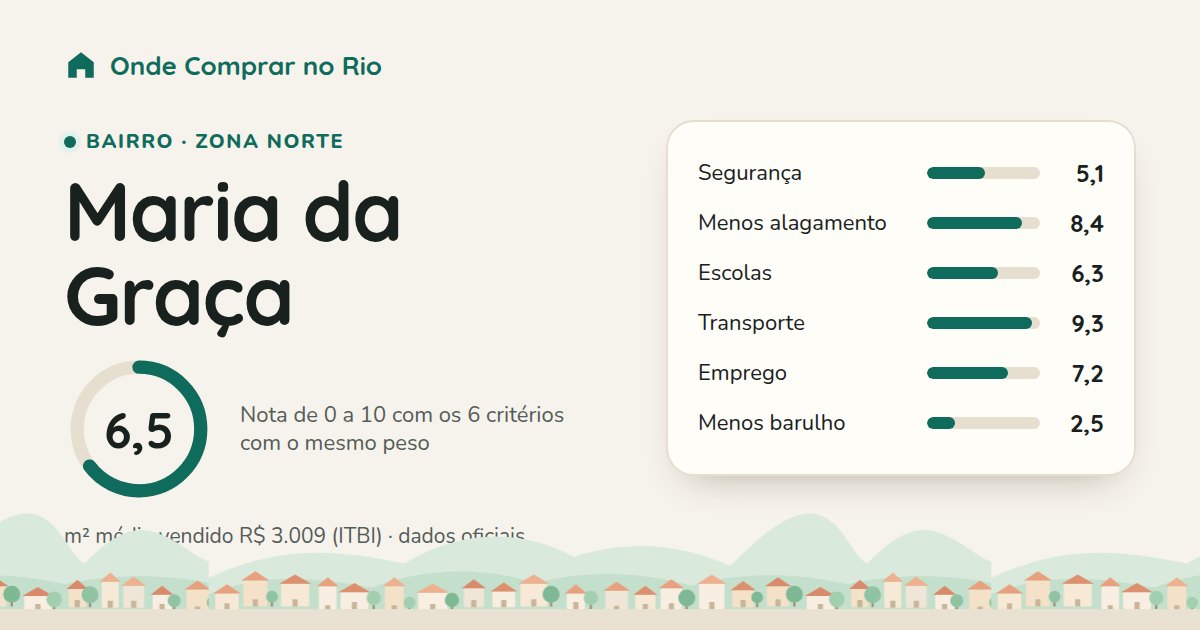 Onde Comprar no Rio
BAIRRO · ZONA NORTE
Maria da
Graça
6,5
Nota de 0 a 10 com os 6 critérios
com o mesmo peso
m² médio vendido R$ 3.009 (ITBI) · dados oficiais
Segurança 5,1
Menos alagamento 8,4
Escolas 6,3
Transporte 9,3
Emprego 7,2
Menos barulho 2,5